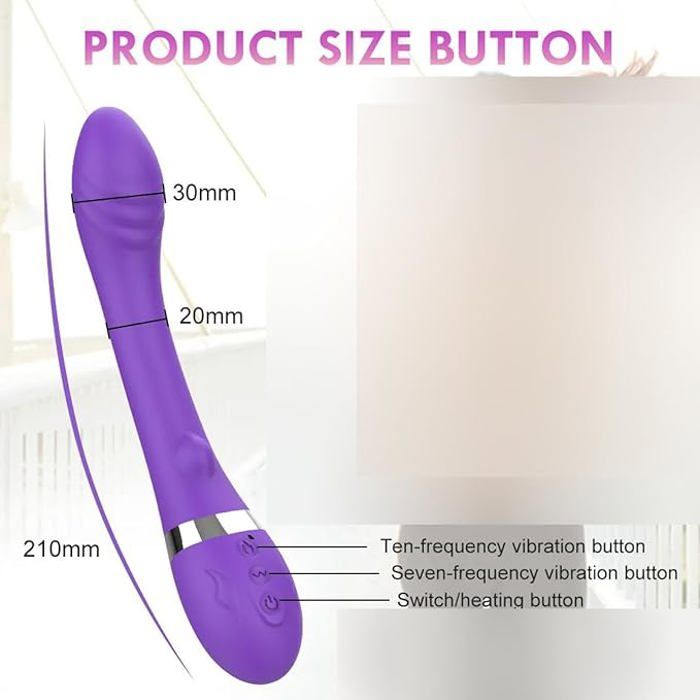 PRODUCT SIZE BUTTON
30mm
20mm
210mm
Ten-frequency vibration button
Seven-frequency vibration button
Switch/heating button